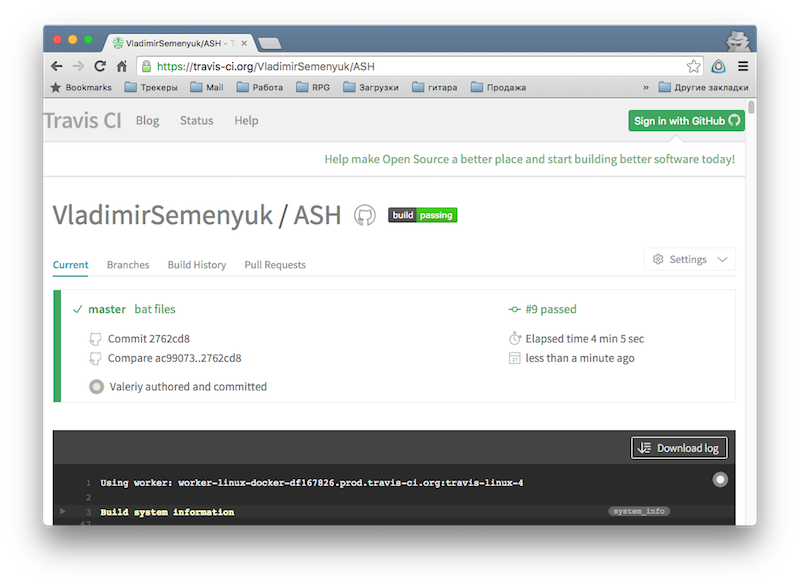 VladimirSemenyuk/ASH - T
https://travis-ci.org/VladimirSemenyuk/ASH
Bookmarks Трекеры Mail Работа RPG Загрузки гитара Продажа » Другие закладки
Travis CI Blog Status Help Sign in with GitHub
Help make Open Source a better place and start building better software today!
VladimirSemenyuk / ASH build passing
Current Branches Build History Pull Requests Settings
master bat files #9 passed
Commit 2762cd8 Elapsed time 4 min 5 sec
Compare ac99073..2762cd8 27 less than a minute ago
Valeriy authored and committed
Download log
1 Using worker: worker-linux-docker-df167826.prod.travis-ci.org:travis-linux-4
2
3 Build system information system_info
67